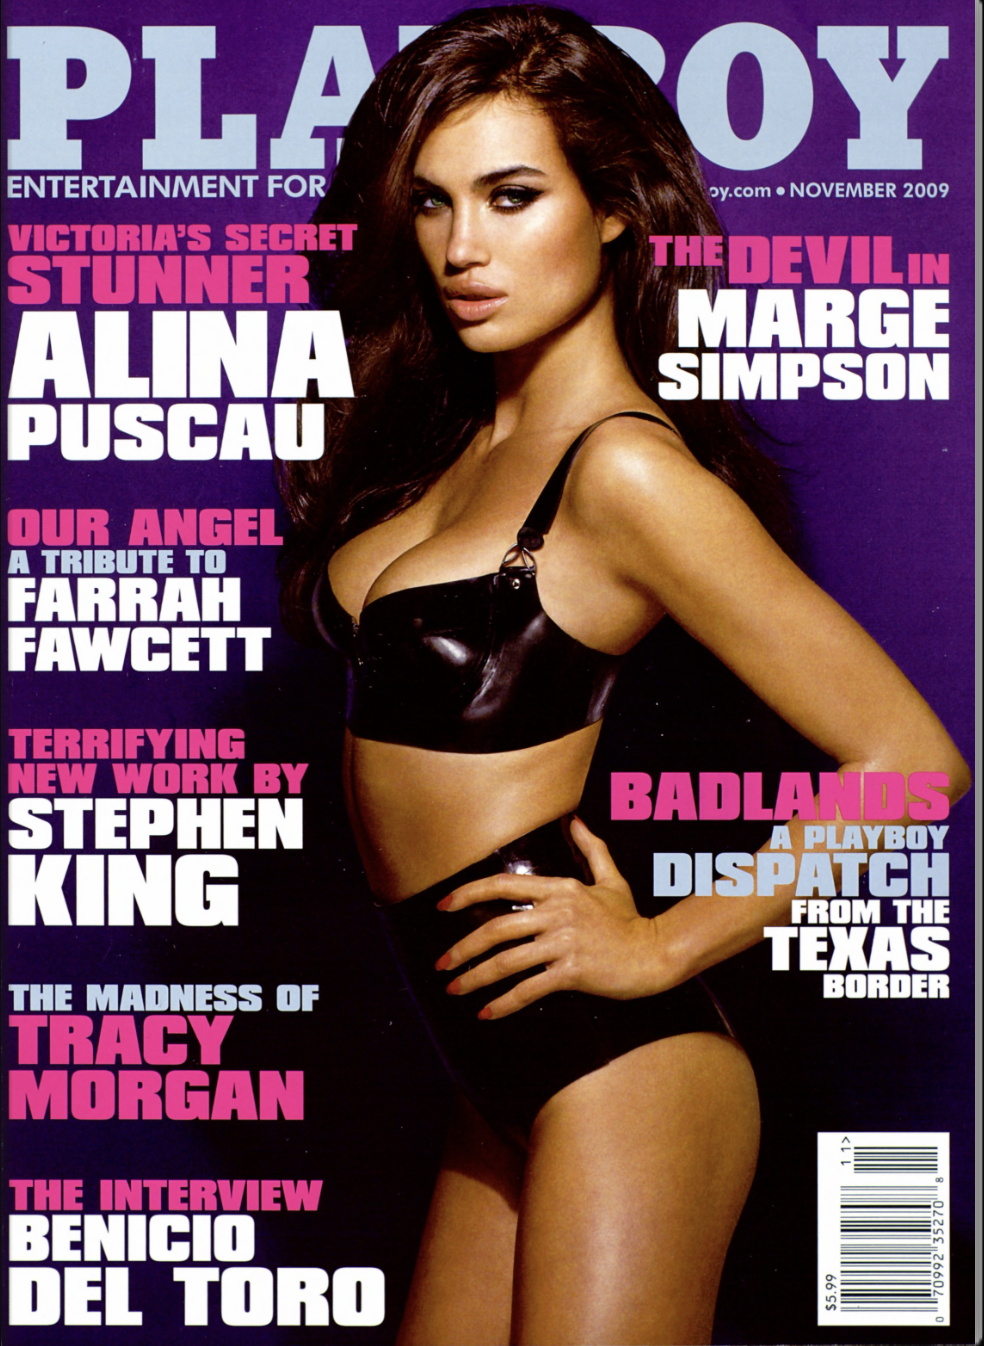 PLAYBOY
ENTERTAINMENT FOR
oy.com • NOVEMBER 2009
VICTORIA'S SECRET
STUNNER
ALINA
PUSCAU
OUR ANGEL
A TRIBUTE TO
FARRAH
FAWCETT
TERRIFYING
NEW WORK BY
STEPHEN
KING
THE MADNESS OF
TRACY
MORGAN
THE INTERVIEW
BENICIO
DEL TORO
THE DEVIL IN
MARGE
SIMPSON
BADLANDS
A PLAYBOY
DISPATCH
FROM THE
TEXAS
BORDER
$5.99
11>
0 70992 35270 8